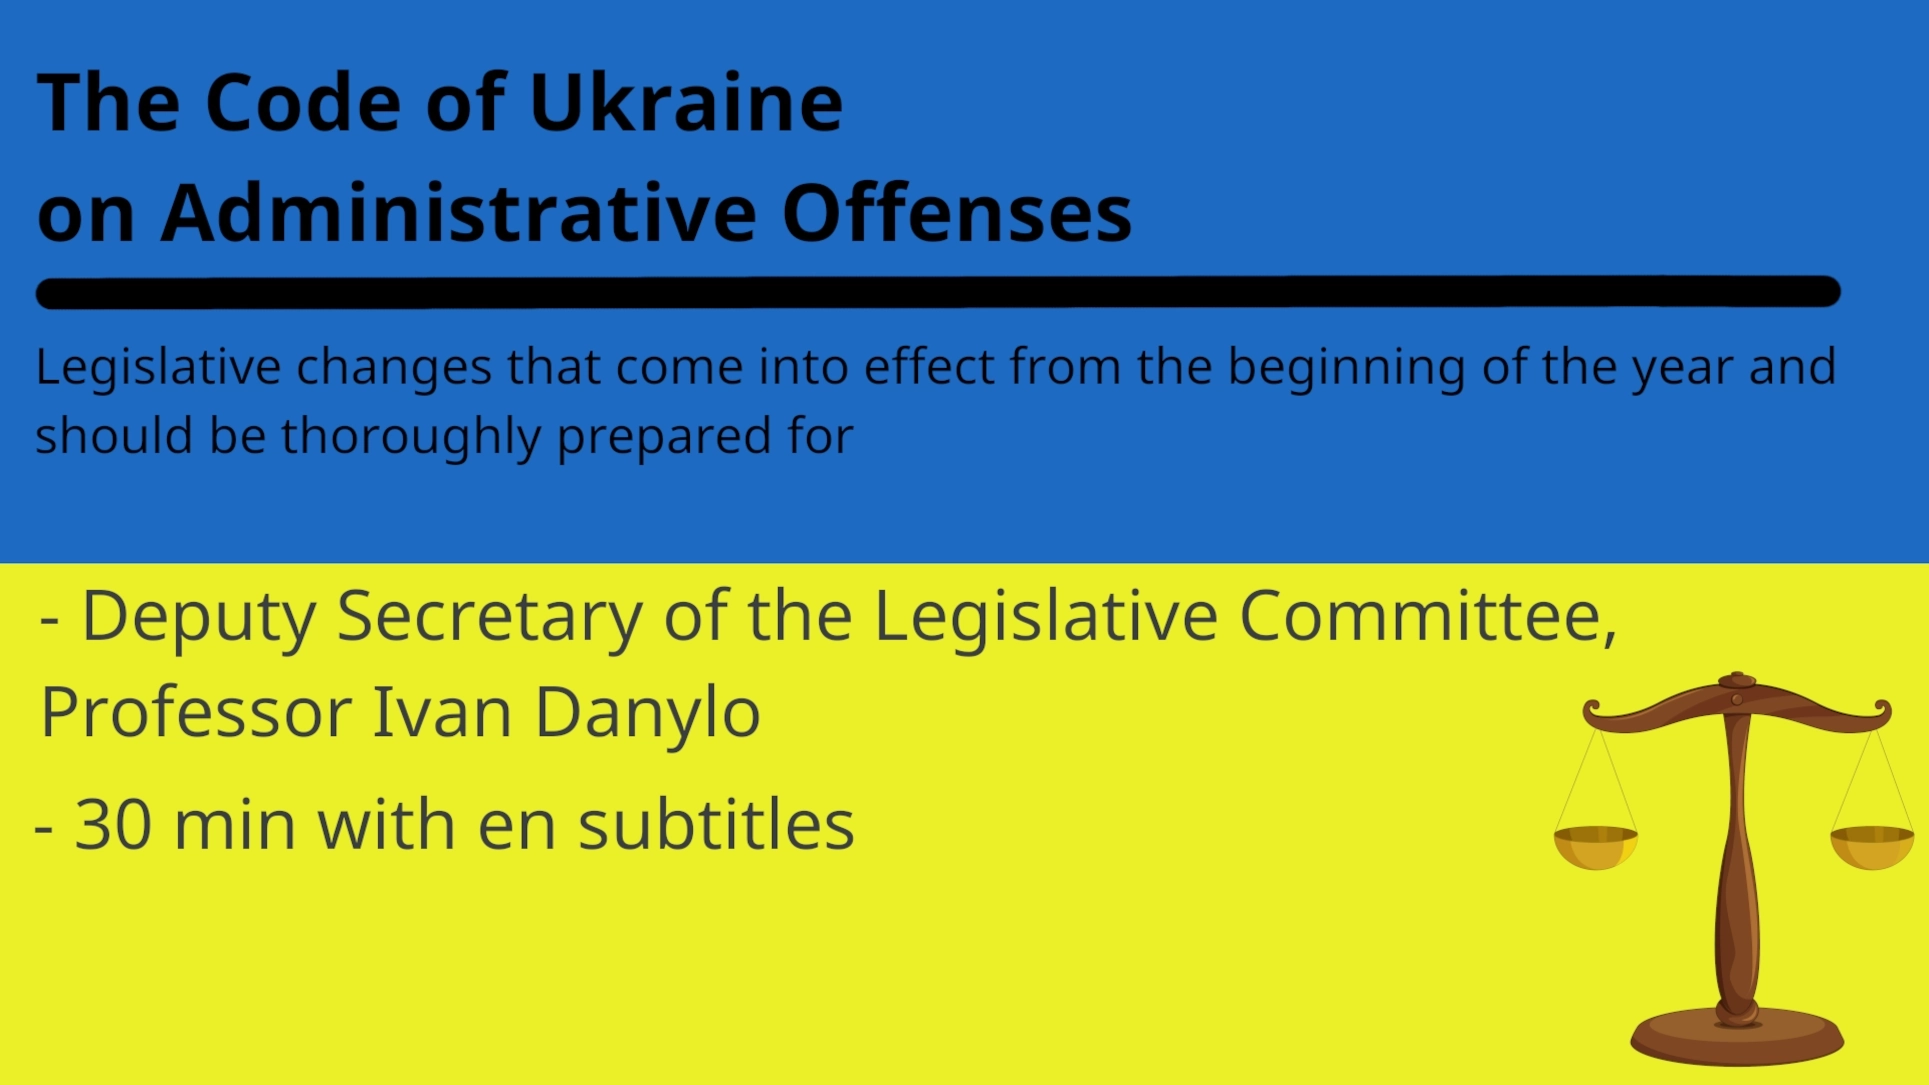 The Code of Ukraine
on Administrative Offenses
Legislative changes that come into effect from the beginning of the year and
should be thoroughly prepared for
- Deputy Secretary of the Legislative Committee,
Professor Ivan Danylo
- 30 min with en subtitles